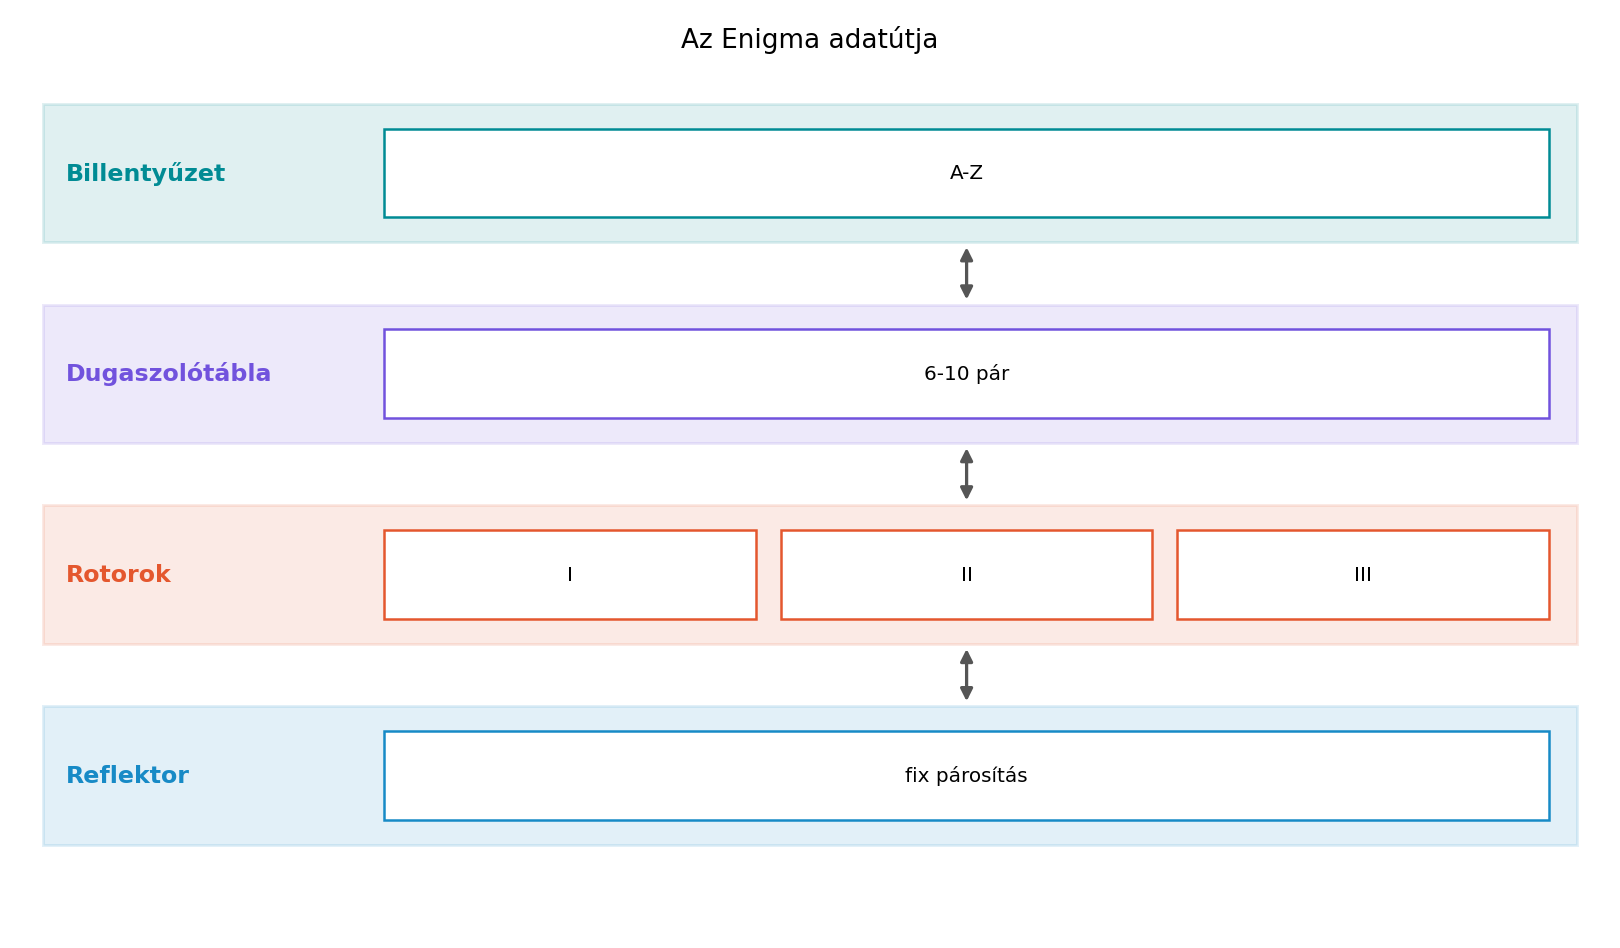 Az Enigma adatútja
Billentyűzet
A-Z
Dugaszolótábla
6-10 pár
Rotorok
I
II
III
Reflektor
fix párosítás